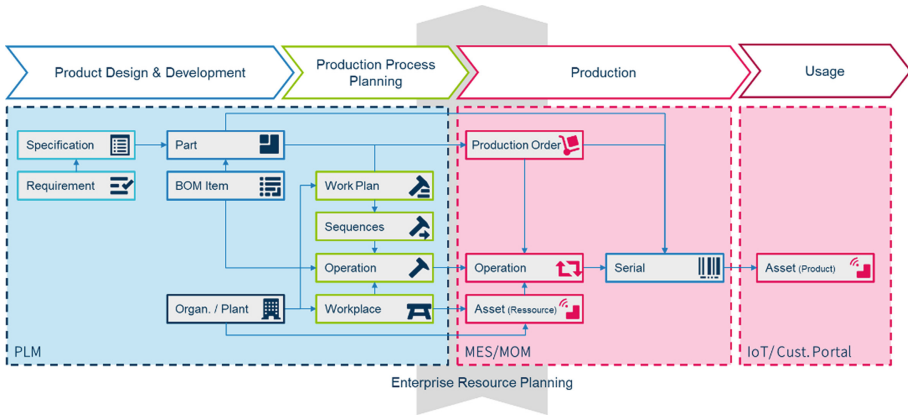 Product Design & Development
Production Process
Planning
Production
Usage
Specification
Part
Production Order
Requirement
BOM Item
Work Plan
Sequences
Operation
Operation
Serial
Asset (Product)
Organ. / Plant
Workplace
Asset (Ressource)
PLM
MES/MOM
IoT/ Cust. Portal
Enterprise Resource Planning